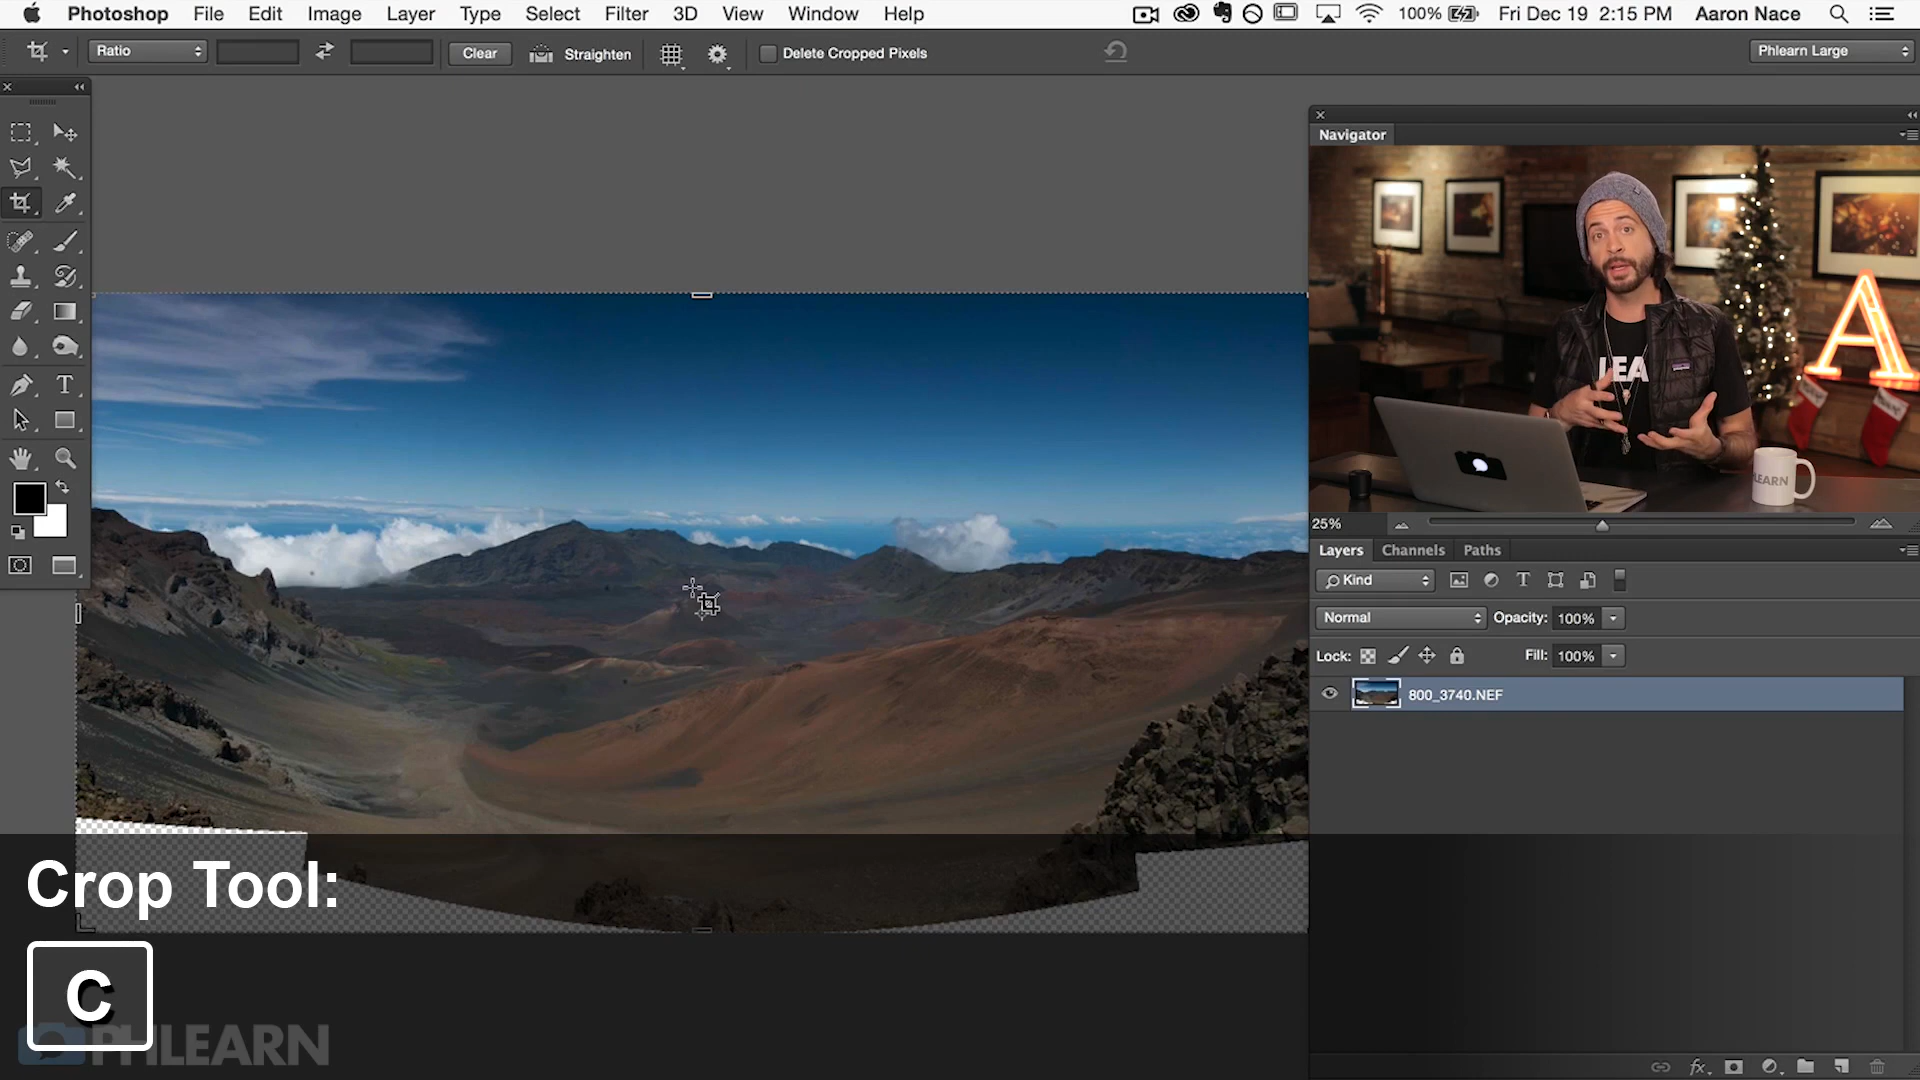 Photoshop File Edit Image Layer Type Select Filter 3D View Window Help 100% Fri Dec 19 2:15 PM Aaron Nace
Ratio Clear Straighten Delete Cropped Pixels Phlearn Large
Navigator
LEA
A
HLEARN
25%
Layers Channels Paths
Kind
Normal Opacity: 100%
Lock: Fill: 100%
800_3740.NEF
Crop Tool:
C
PHLEARN